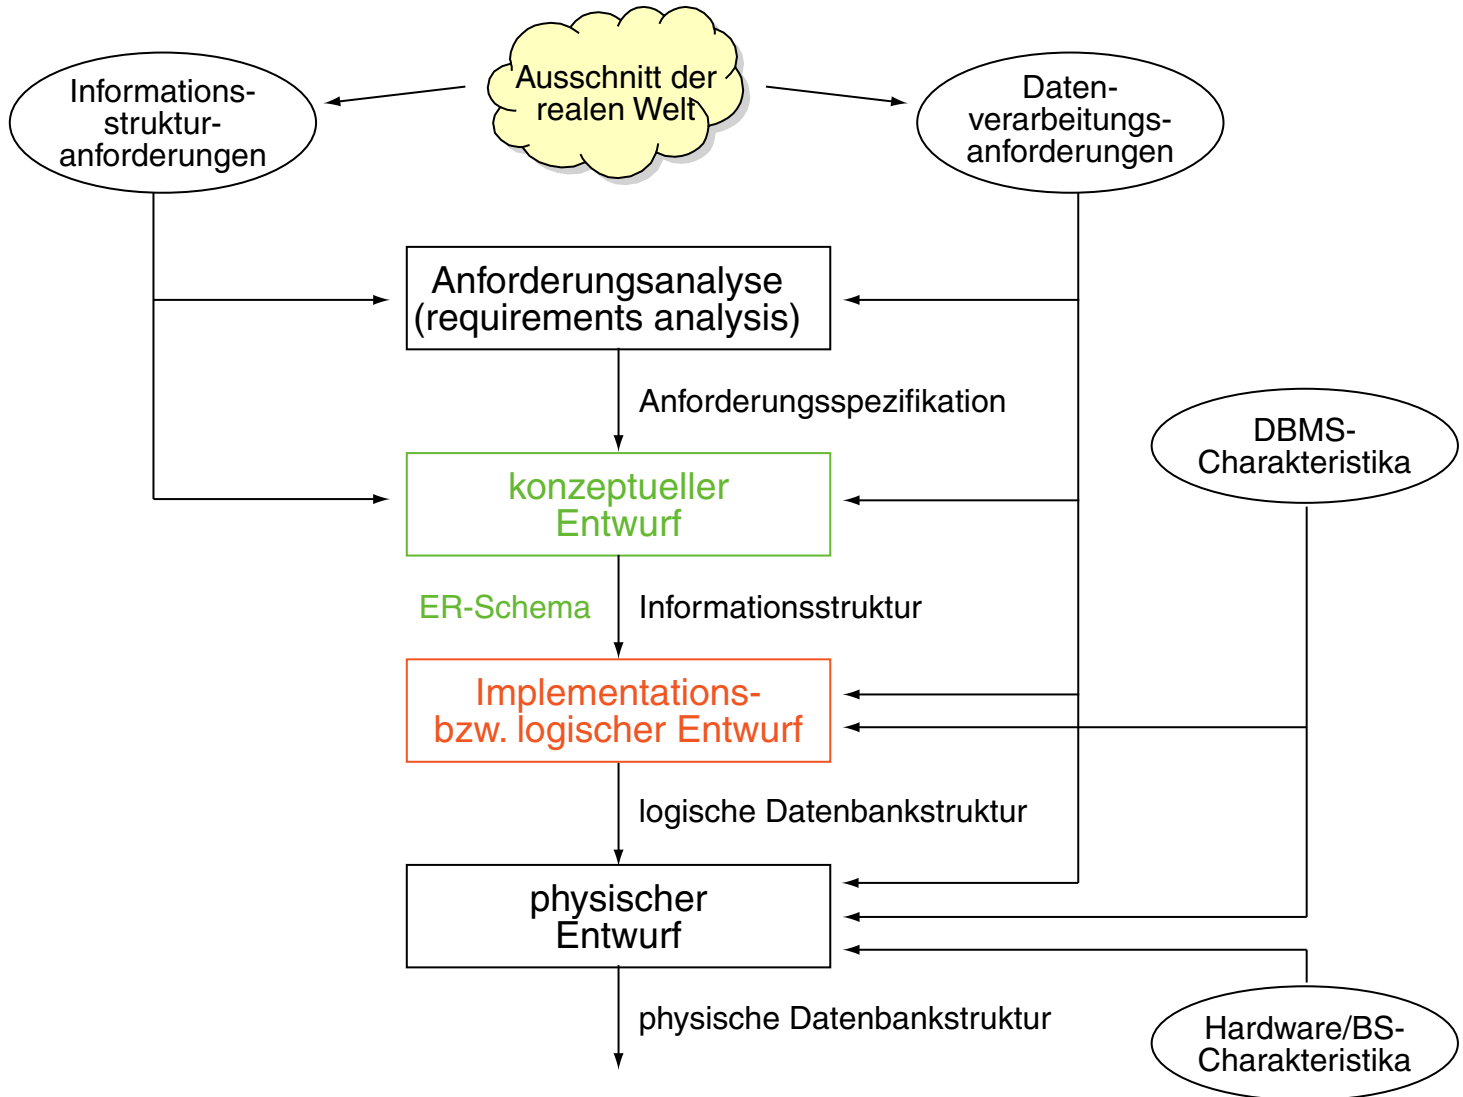 Informations-
struktur-
anforderungen
Ausschnitt der
realen Welt
Daten-
verarbeitungs-
anforderungen
Anforderungsanalyse
(requirements analysis)
Anforderungsspezifikation
DBMS-
Charakteristika
konzeptueller
Entwurf
ER-Schema
Informationsstruktur
Implementations-
bzw. logischer Entwurf
logische Datenbankstruktur
physischer
Entwurf
physische Datenbankstruktur
Hardware/BS-
Charakteristika